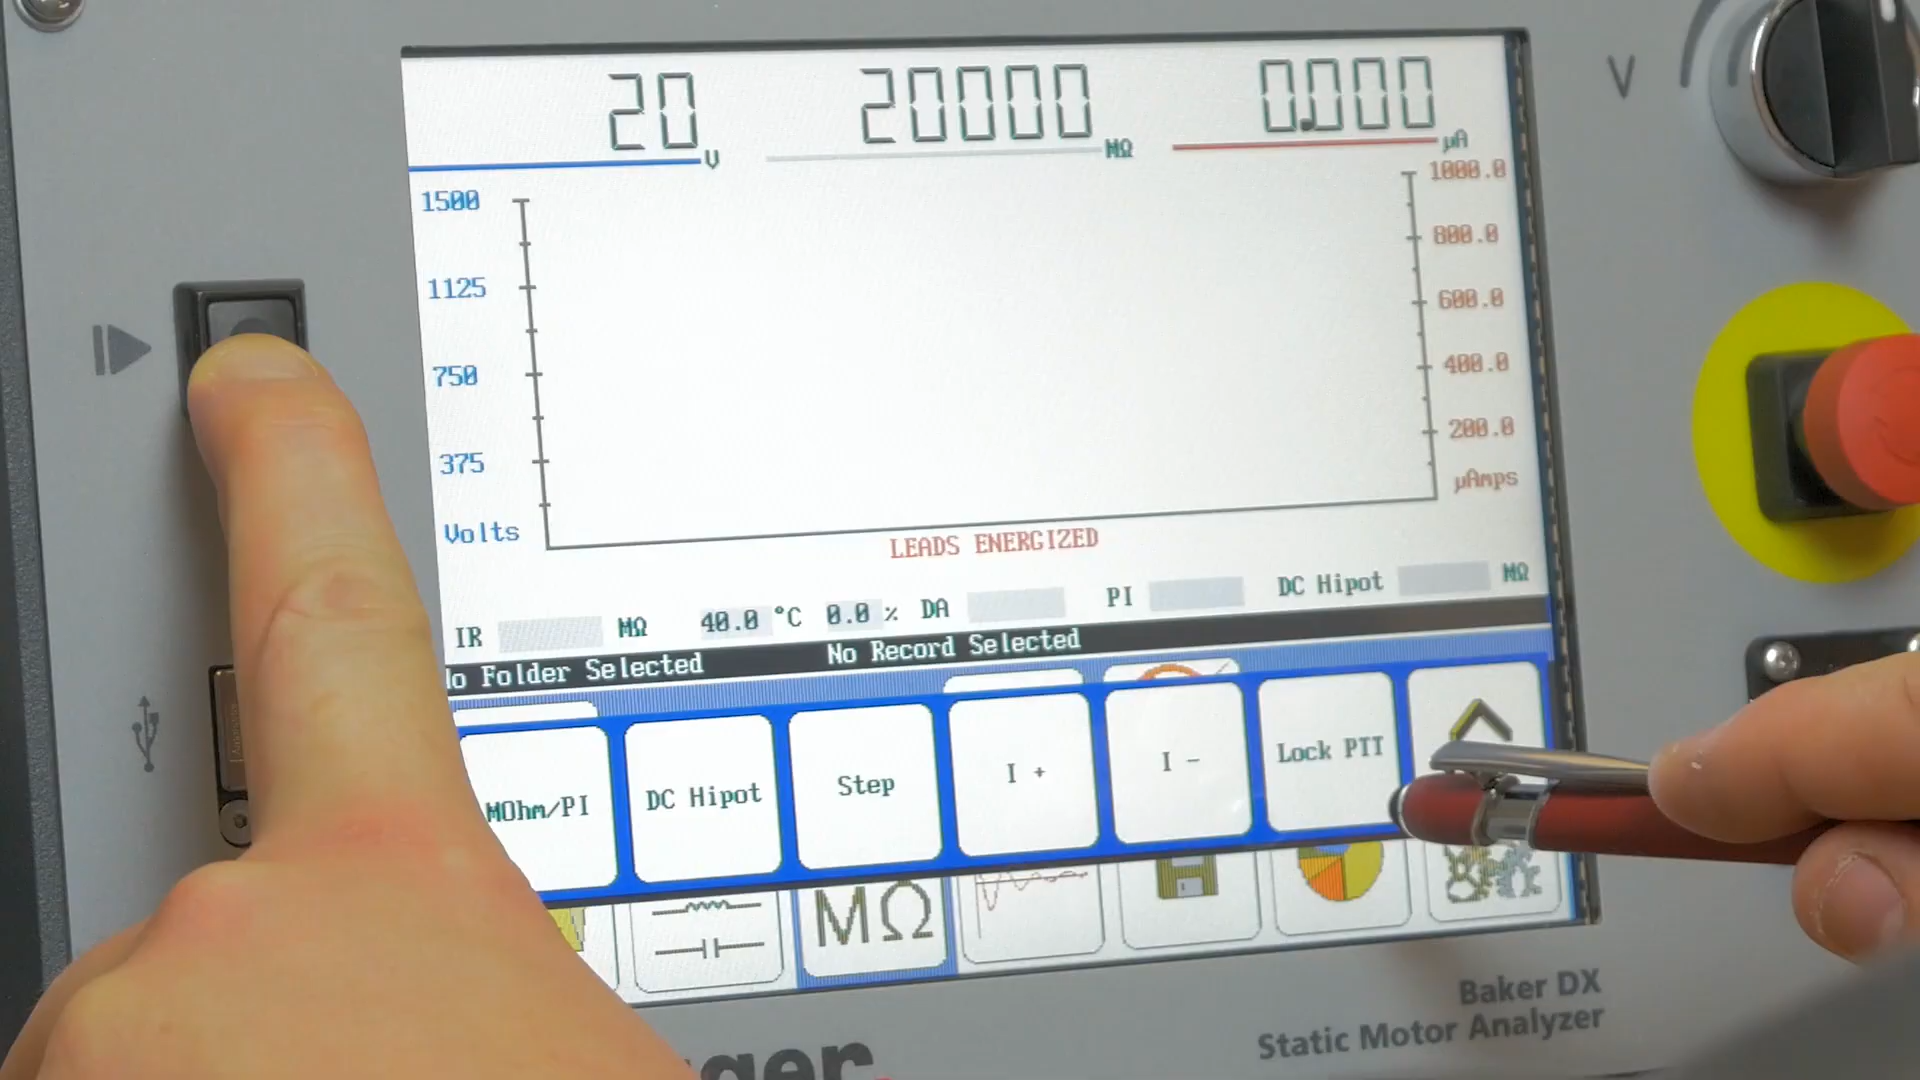 20 V 20000 MΩ 0.000 µA
V
1500
1125
750
375
Volts
1000.0
800.0
600.0
400.0
200.0
µAmps
LEADS ENERGIZED
IR MΩ 40.0 °C 0.0 % DA PI DC Hipot MΩ
lo Folder Selected No Record Selected
MOhm/PI DC Hipot Step I + I - Lock PTT
MΩ
Baker DX
Static Motor Analyzer
ger